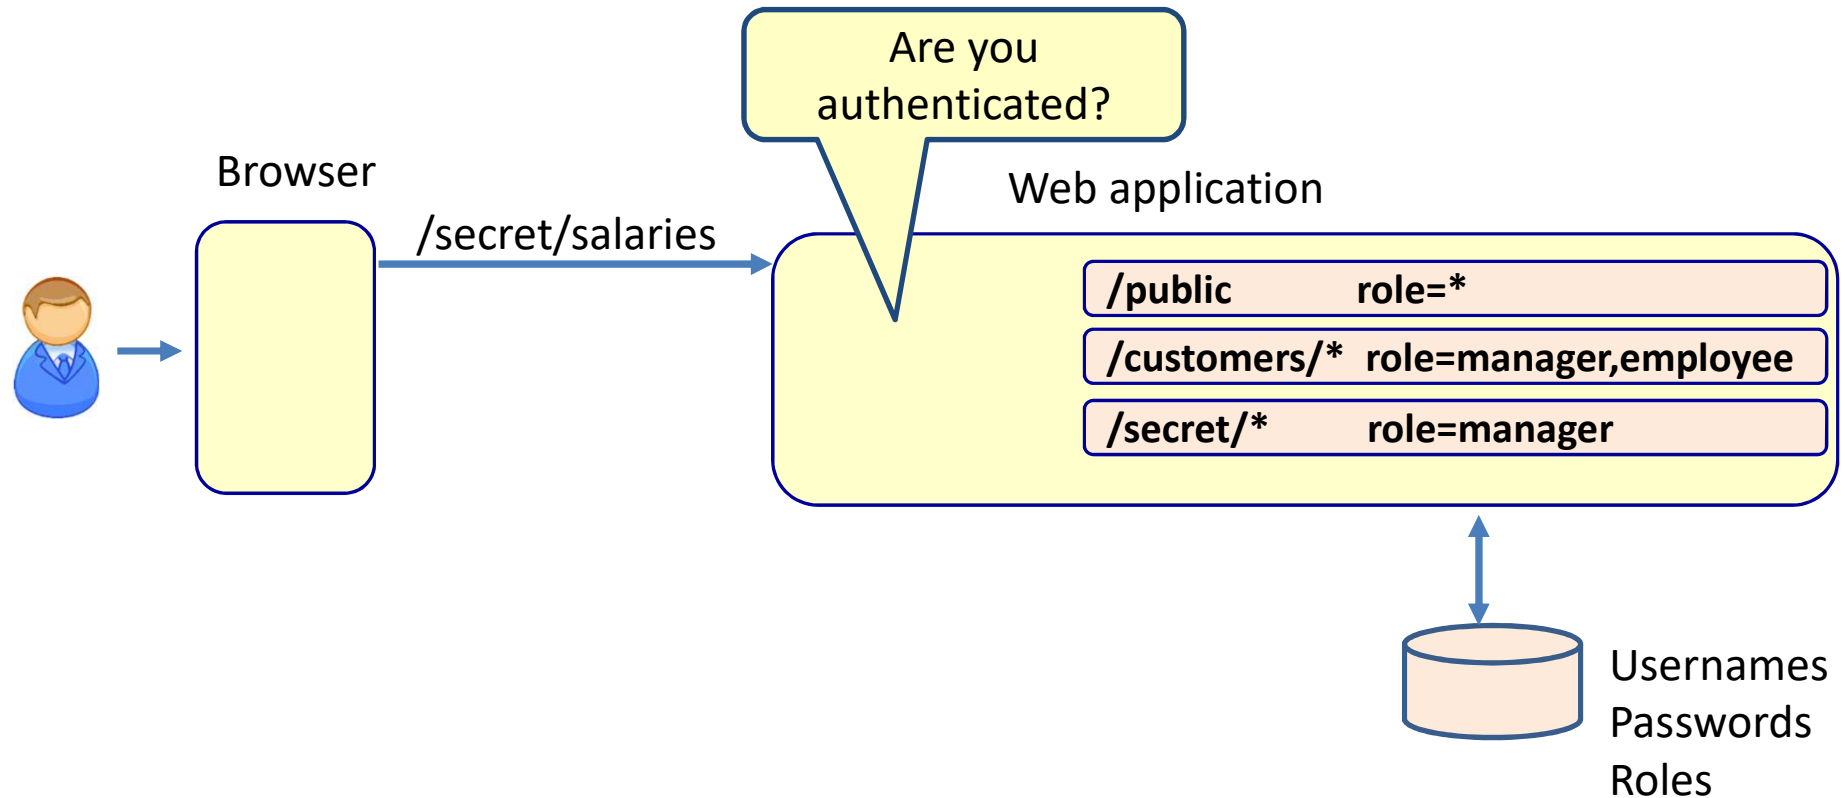 Are you
authenticated?
Browser
Web application
/secret/salaries
/public role=*
/customers/* role=manager,employee
/secret/* role=manager
Usernames
Passwords
Roles